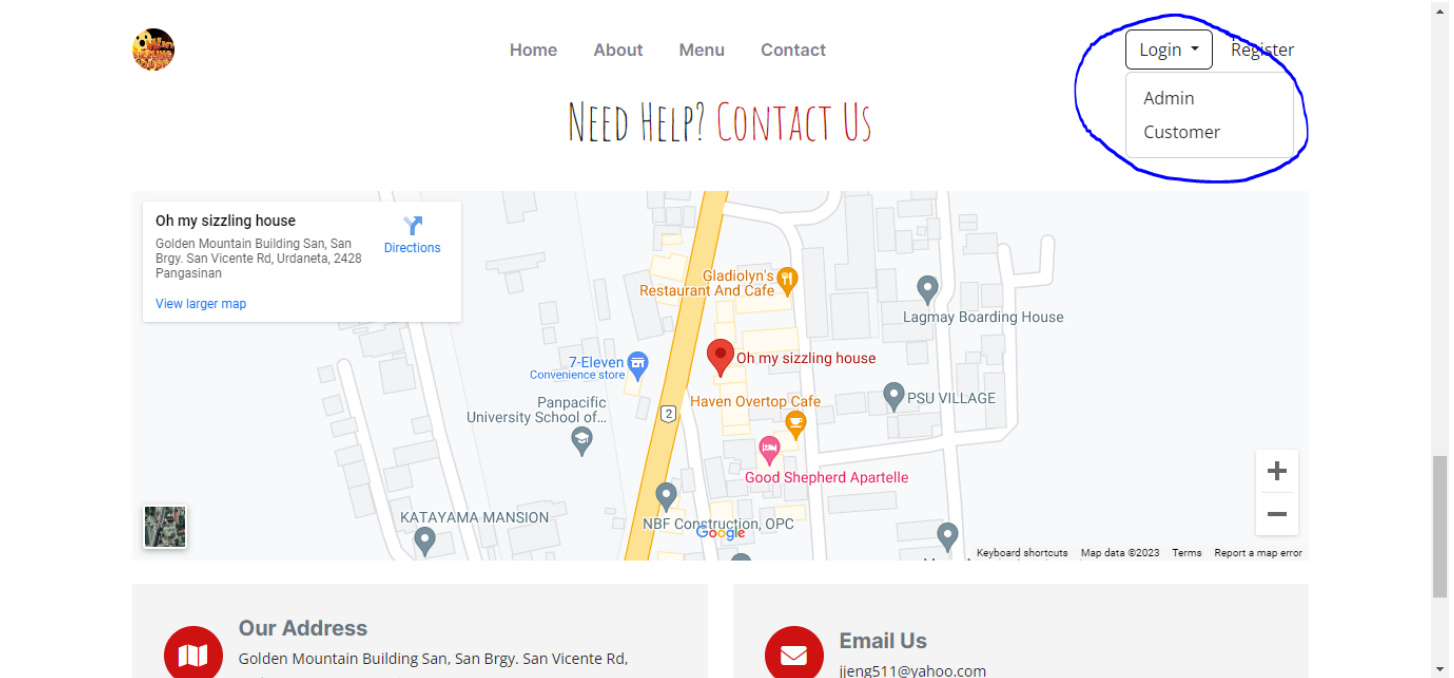 Home About Menu Contact
Login Register
Admin
Customer
Need Help? Contact Us
Oh my sizzling house
Golden Mountain Building San, San
Brgy. San Vicente Rd, Urdaneta, 2428
Pangasinan
Directions
View larger map
Gladiolyn's
Restaurant And Cafe
Lagmay Boarding House
7-Eleven
Convenience store
Oh my sizzling house
Panpacific
University School of...
2
Haven Overtop Cafe
PSU VILLAGE
Good Shepherd Apartelle
KATAYAMA MANSION
NBF Construction, OPC
Google
Keyboard shortcuts Map data ©2023 Terms Report a map error
Our Address
Golden Mountain Building San, San Brgy. San Vicente Rd,
Email Us
jjeng511@yahoo.com